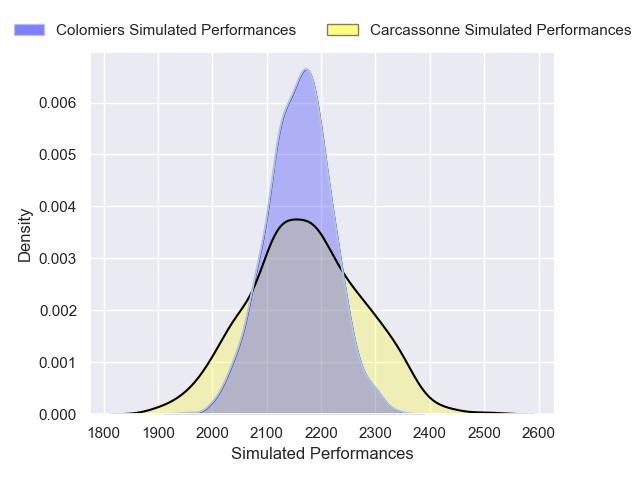 Colomiers Simulated Performances Carcassonne Simulated Performances
0.006
0.005
0.004
0.003
0.002
0.001
0.000
Density
1800 1900 2000 2100 2200 2300 2400 2500 2600
Simulated Performances